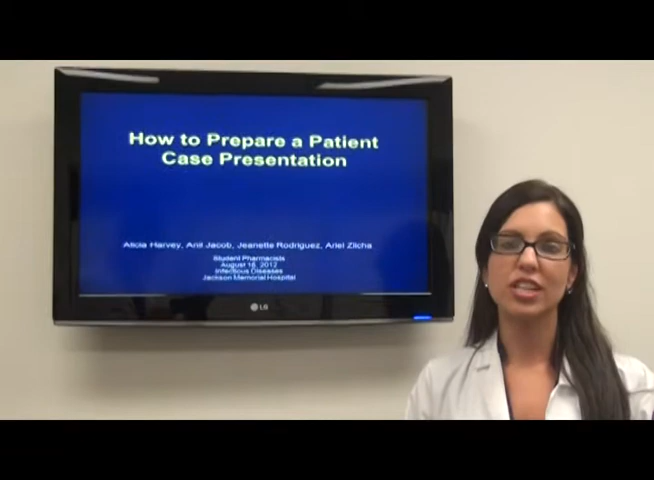 How to Prepare a Patient
Case Presentation
Alicia Harvey, Anil Jacob, Jeanette Rodriguez, Ariel Zilcha
Student Pharmacists
August 16, 2012
Infectious Diseases
Jackson Memorial Hospital
LG